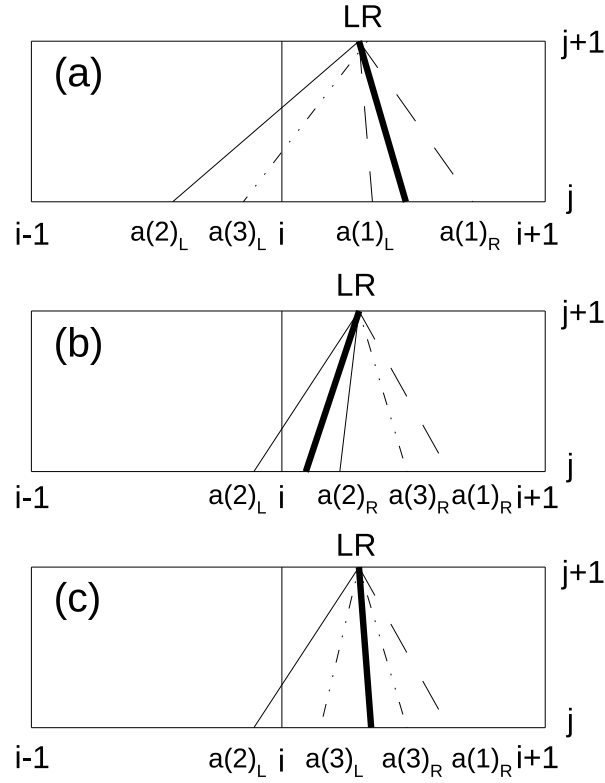 LR
j+1
(a)
j
i-1 a(2)L a(3)L i a(1)L a(1)R i+1
LR
j+1
(b)
j
i-1 a(2)L i a(2)R a(3)R a(1)R i+1
LR
j+1
(c)
j
i-1 a(2)L i a(3)L a(3)R a(1)R i+1